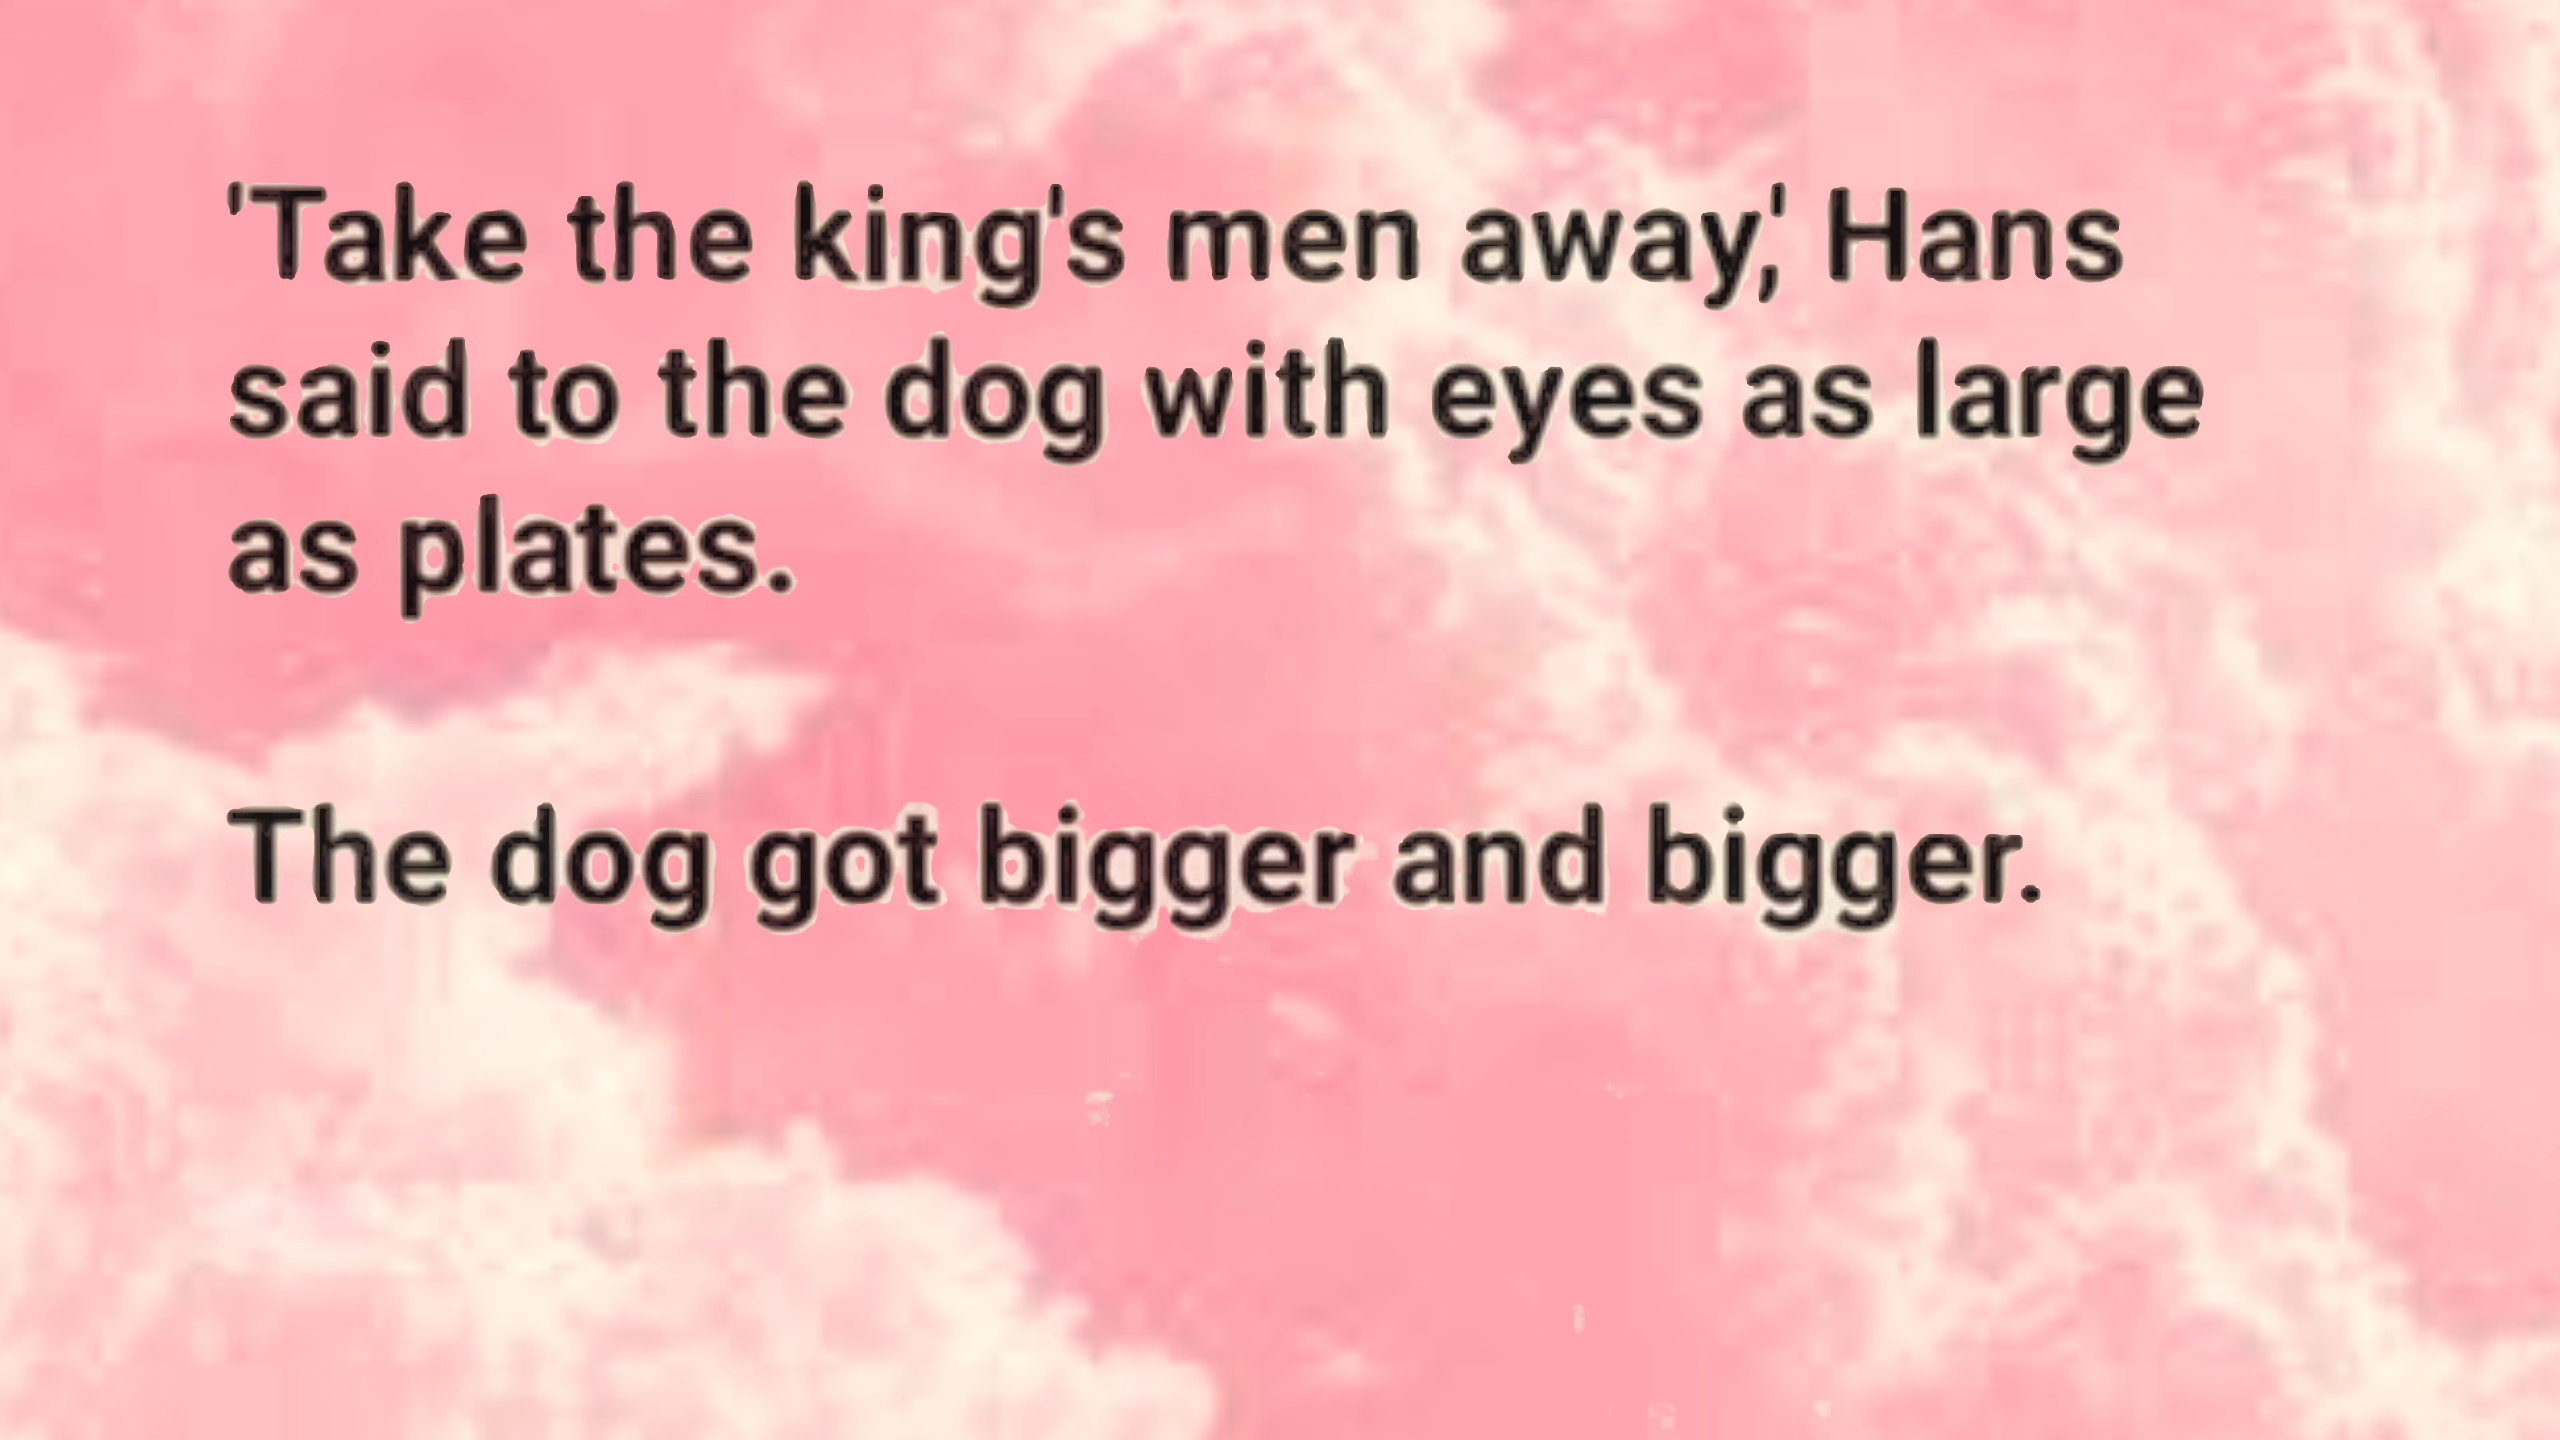 'Take the king's men away,' Hans
said to the dog with eyes as large
as plates.
The dog got bigger and bigger.